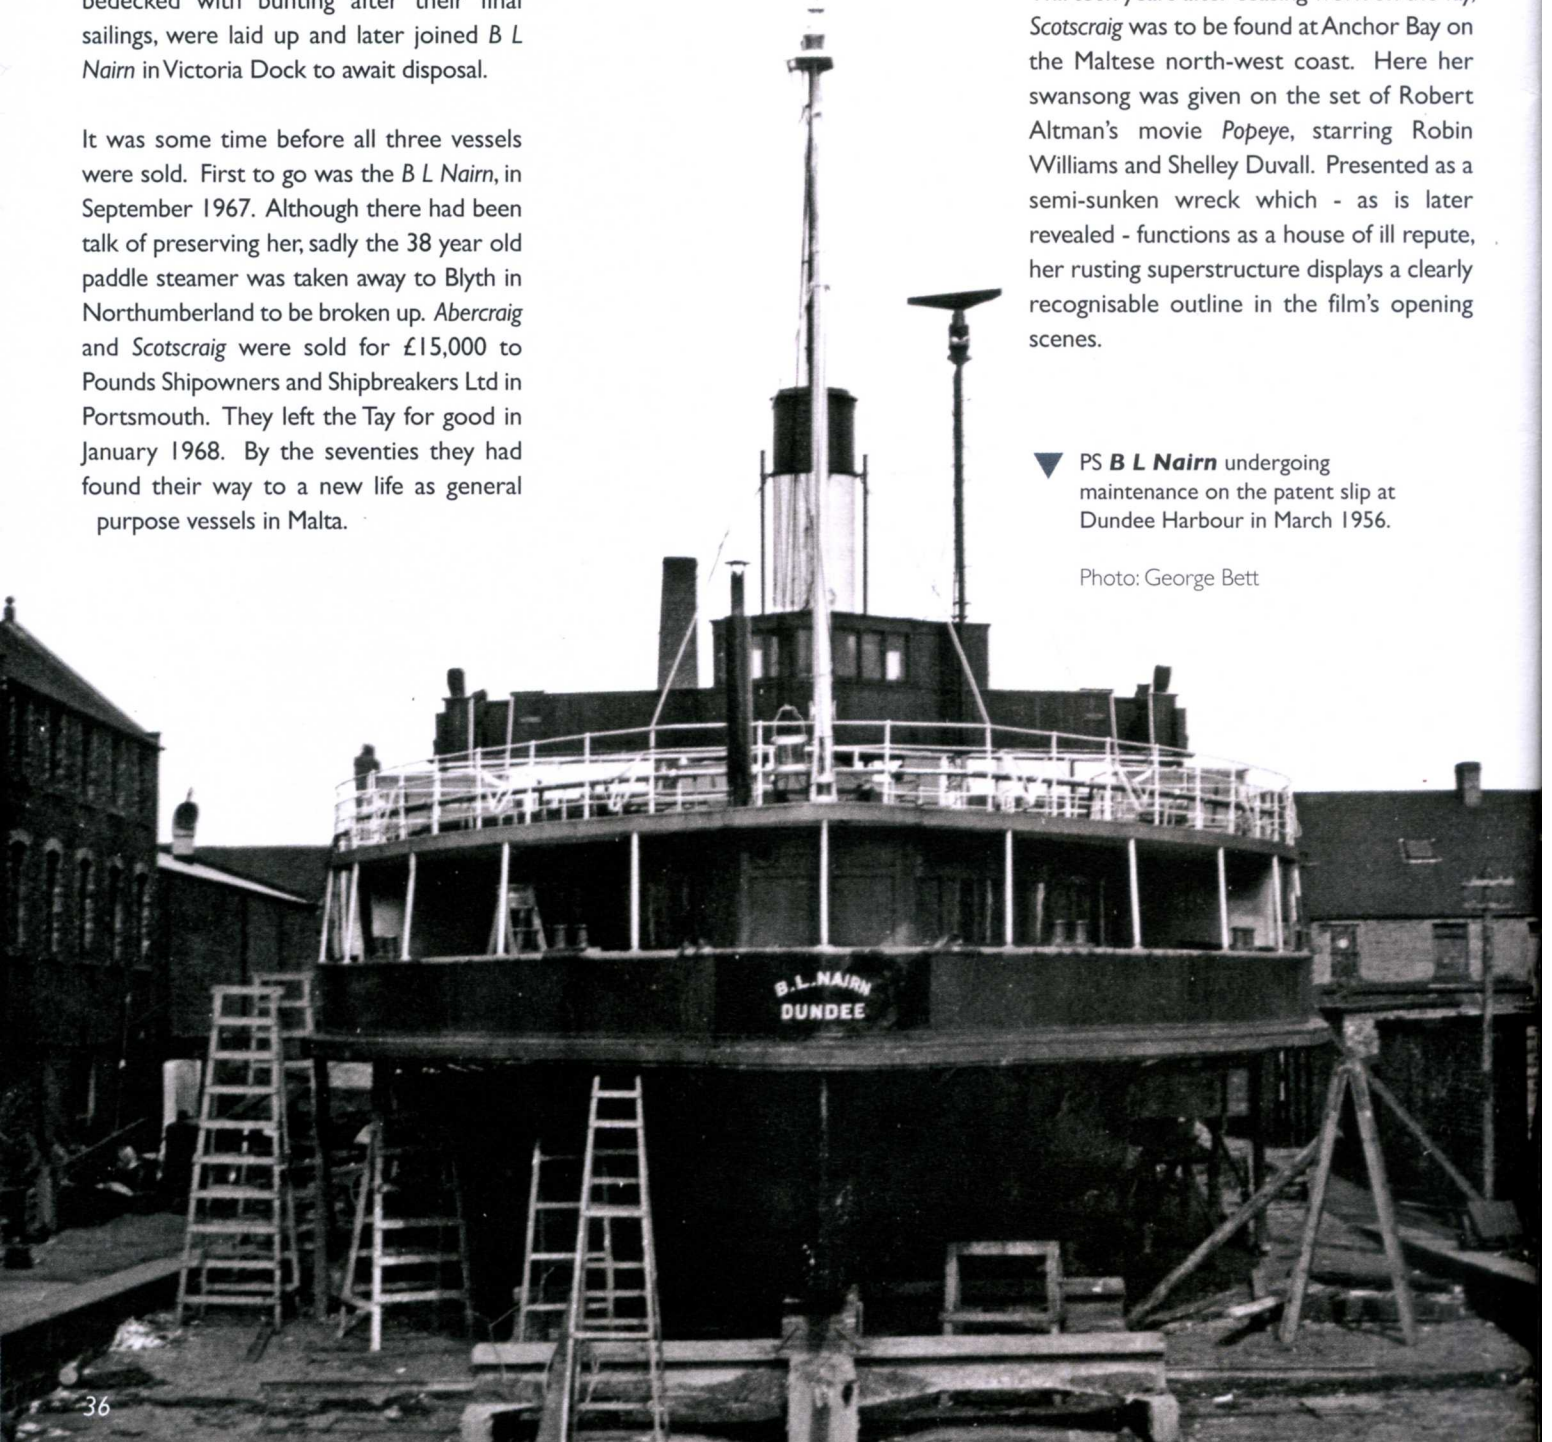 bedecked with bunting after their final
sailings, were laid up and later joined B L
Nairn in Victoria Dock to await disposal.
It was some time before all three vessels
were sold. First to go was the B L Nairn, in
September 1967. Although there had been
talk of preserving her, sadly the 38 year old
paddle steamer was taken away to Blyth in
Northumberland to be broken up. Abercraig
and Scotscraig were sold for £15,000 to
Pounds Shipowners and Shipbreakers Ltd in
Portsmouth. They left the Tay for good in
January 1968. By the seventies they had
found their way to a new life as general
purpose vessels in Malta.
Scotscraig was to be found at Anchor Bay on
the Maltese north-west coast. Here her
swansong was given on the set of Robert
Altman's movie Popeye, starring Robin
Williams and Shelley Duvall. Presented as a
semi-sunken wreck which - as is later
revealed - functions as a house of ill repute,
her rusting superstructure displays a clearly
recognisable outline in the film's opening
scenes.
PS B L Nairn undergoing
maintenance on the patent slip at
Dundee Harbour in March 1956.
Photo: George Bett
B.L.NAIRN
DUNDEE
36